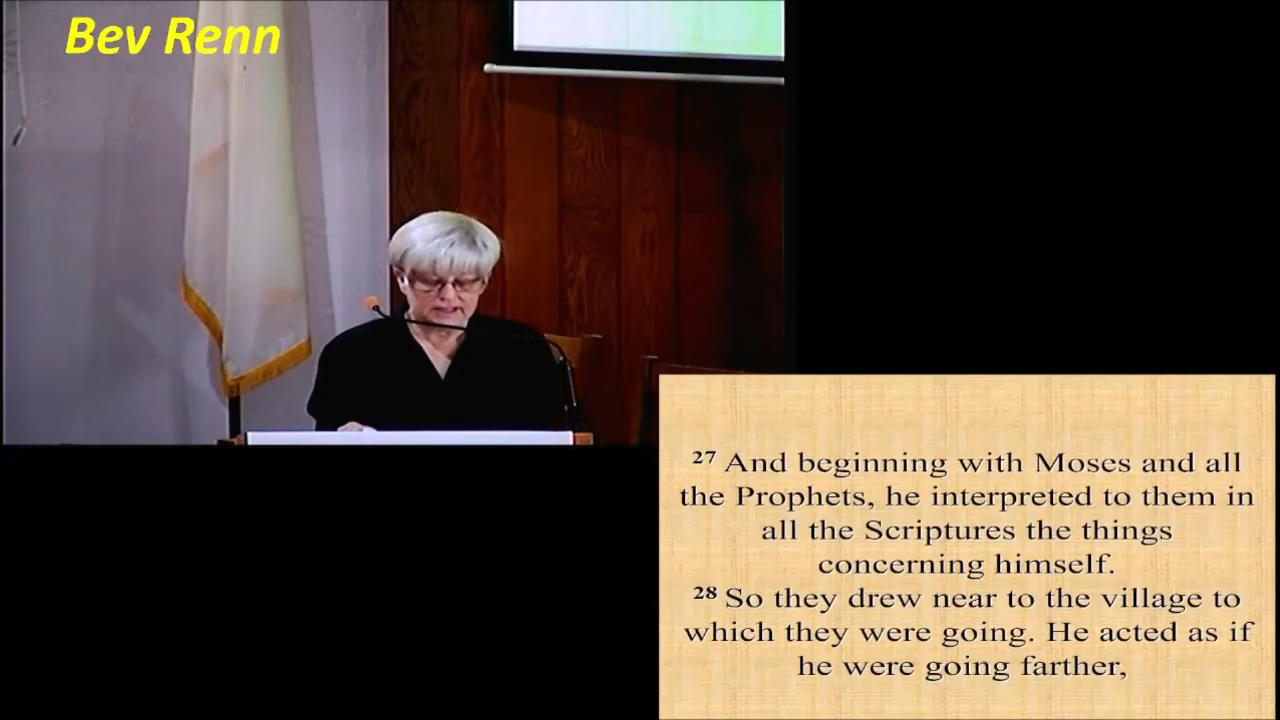 Bev Renn
27 And beginning with Moses and all
the Prophets, he interpreted to them in
all the Scriptures the things
concerning himself.
28 So they drew near to the village to
which they were going. He acted as if
he were going farther,